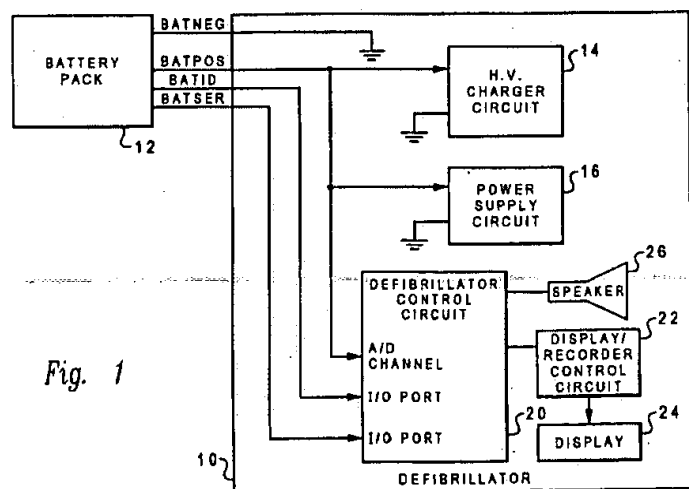 BATTERY
PACK
12
BATNEG
BATPOS
BATID
BATSER
H.V.
CHARGER
CIRCUIT
14
POWER
SUPPLY
CIRCUIT
16
DEFIBRILLATOR
CONTROL
CIRCUIT
A/D
CHANNEL
I/O PORT
I/O PORT
20
SPEAKER
26
DISPLAY/
RECORDER
CONTROL
CIRCUIT
22
DISPLAY
24
10
DEFIBRILLATOR
Fig. 1